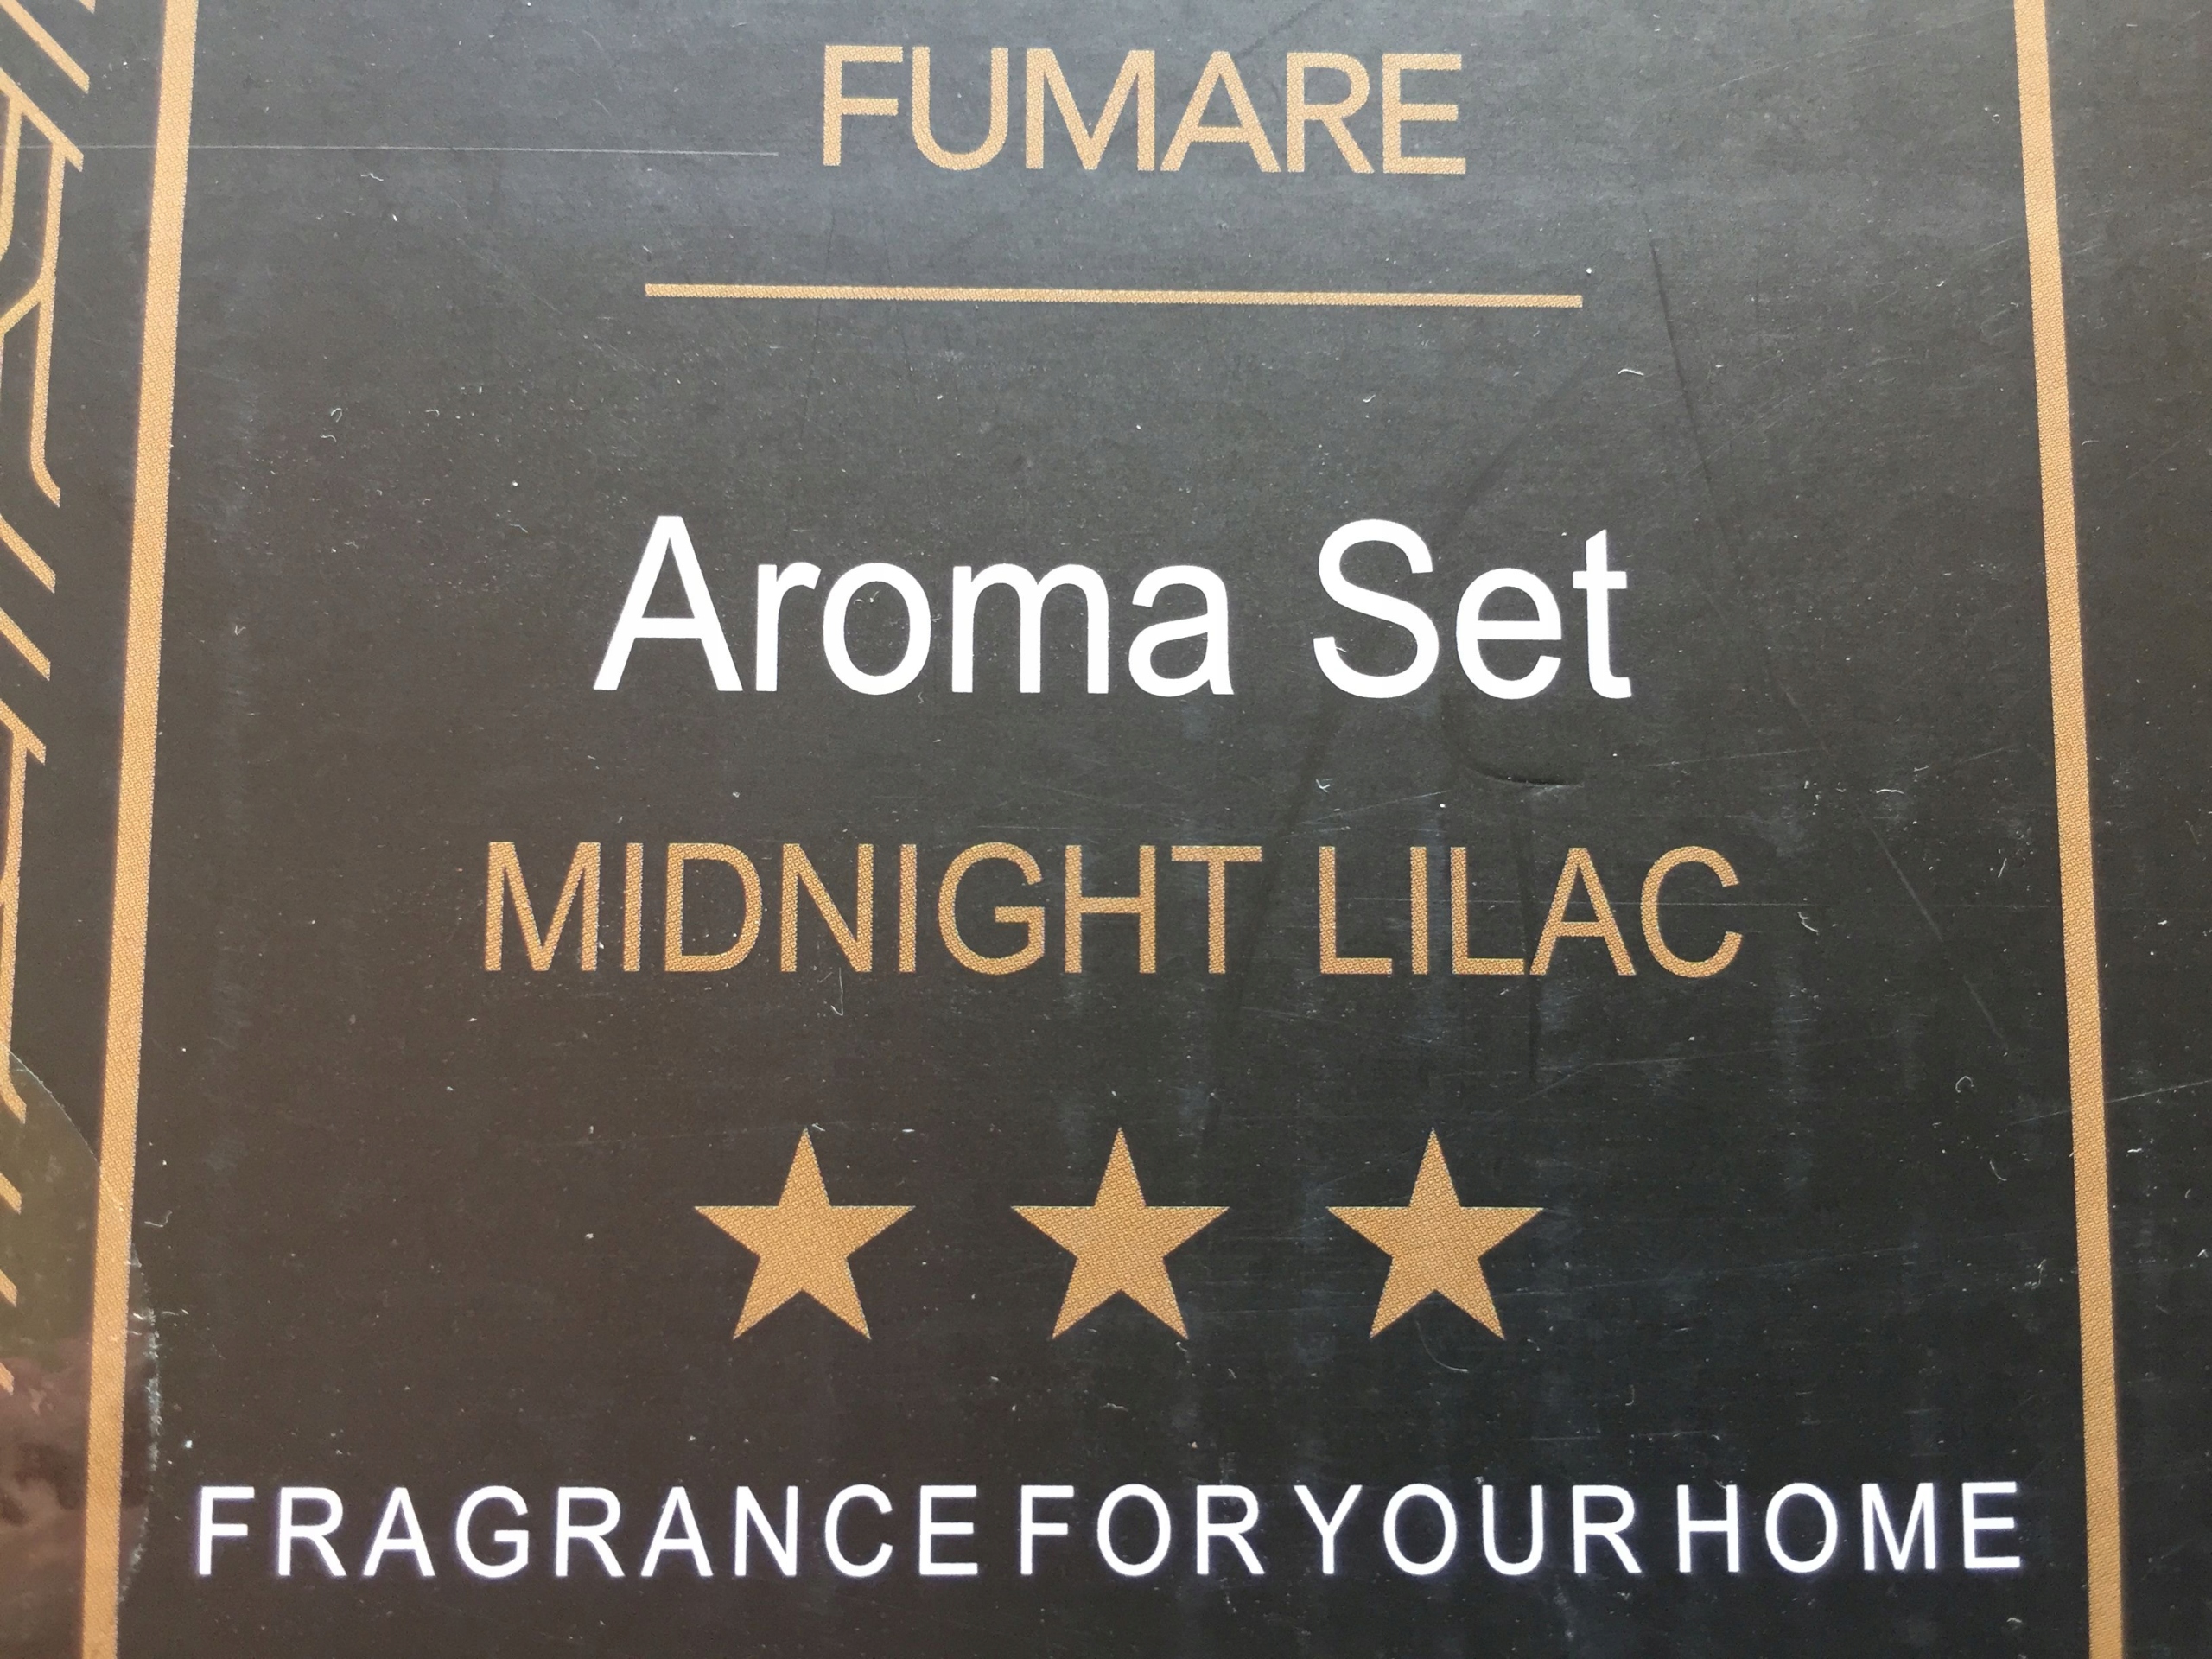 FUMARE
Aroma Set
MIDNIGHT LILAC
FRAGRANCE FOR YOUR HOME